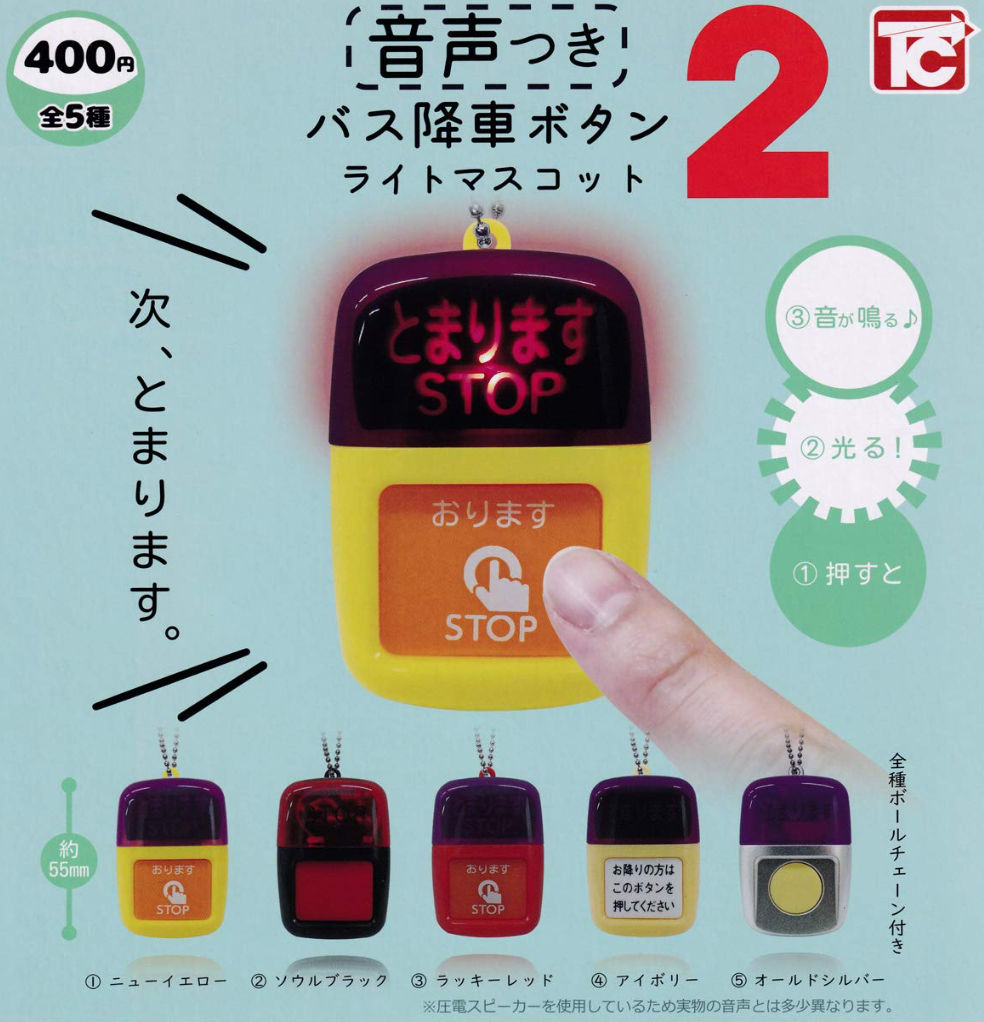 400円
全5種
音声つき
バス降車ボタン
ライトマスコット
2
TC
次、とまります。
とまります
STOP
おります
STOP
③音が鳴る♪
②光る!
①押すと
約
55mm
おります
STOP
おります
STOP
お降りの方は
このボタンを
押してください
とまります
全種ボールチェーン付き
①ニューイエロー
②ソウルブラック
③ラッキーレッド
④アイボリー
⑤オールドシルバー
※圧電スピーカーを使用しているため実物の音声とは多少異なります。